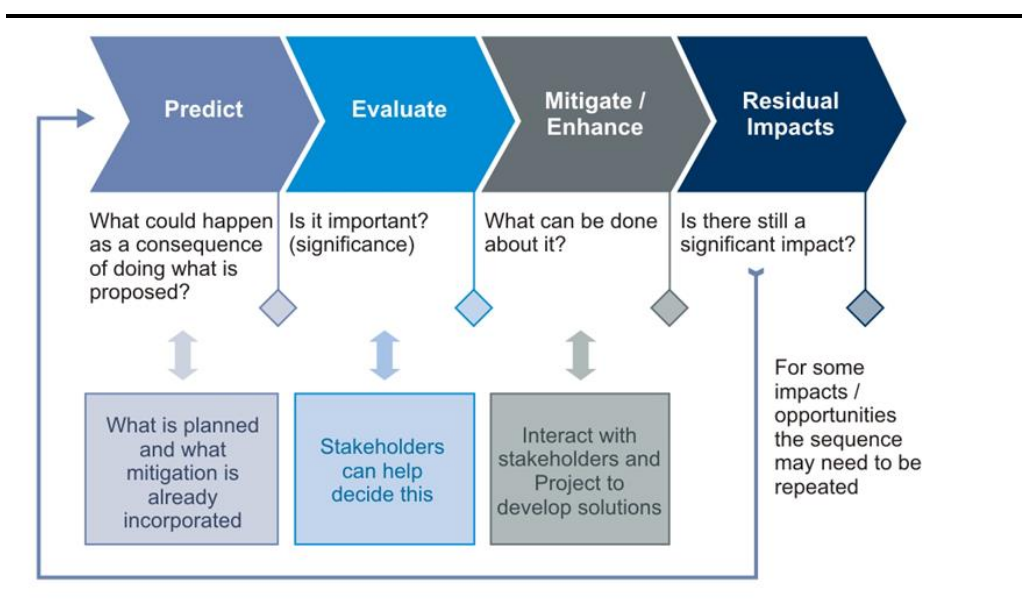 Predict
Evaluate
Mitigate /
Enhance
Residual
Impacts
What could happen
as a consequence
of doing what is
proposed?
Is it important?
(significance)
What can be done
about it?
Is there still a
significant impact?
What is planned
and what
mitigation is
already
incorporated
Stakeholders
can help
decide this
Interact with
stakeholders and
Project to
develop solutions
For some
impacts /
opportunities
the sequence
may need to be
repeated